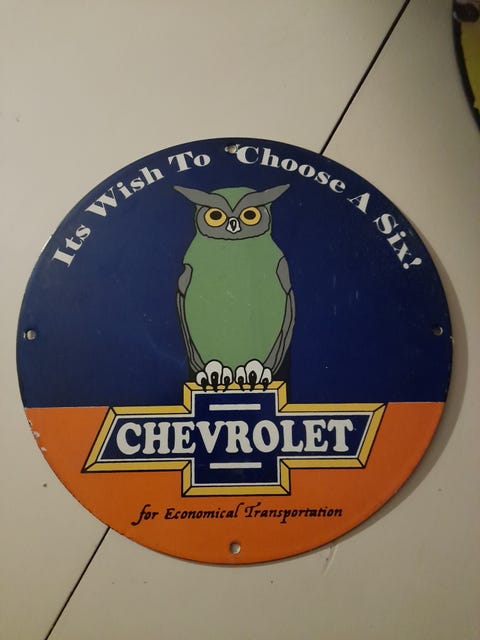 Its Wish To Choose A Six!
CHEVROLET
for Economical Transportation